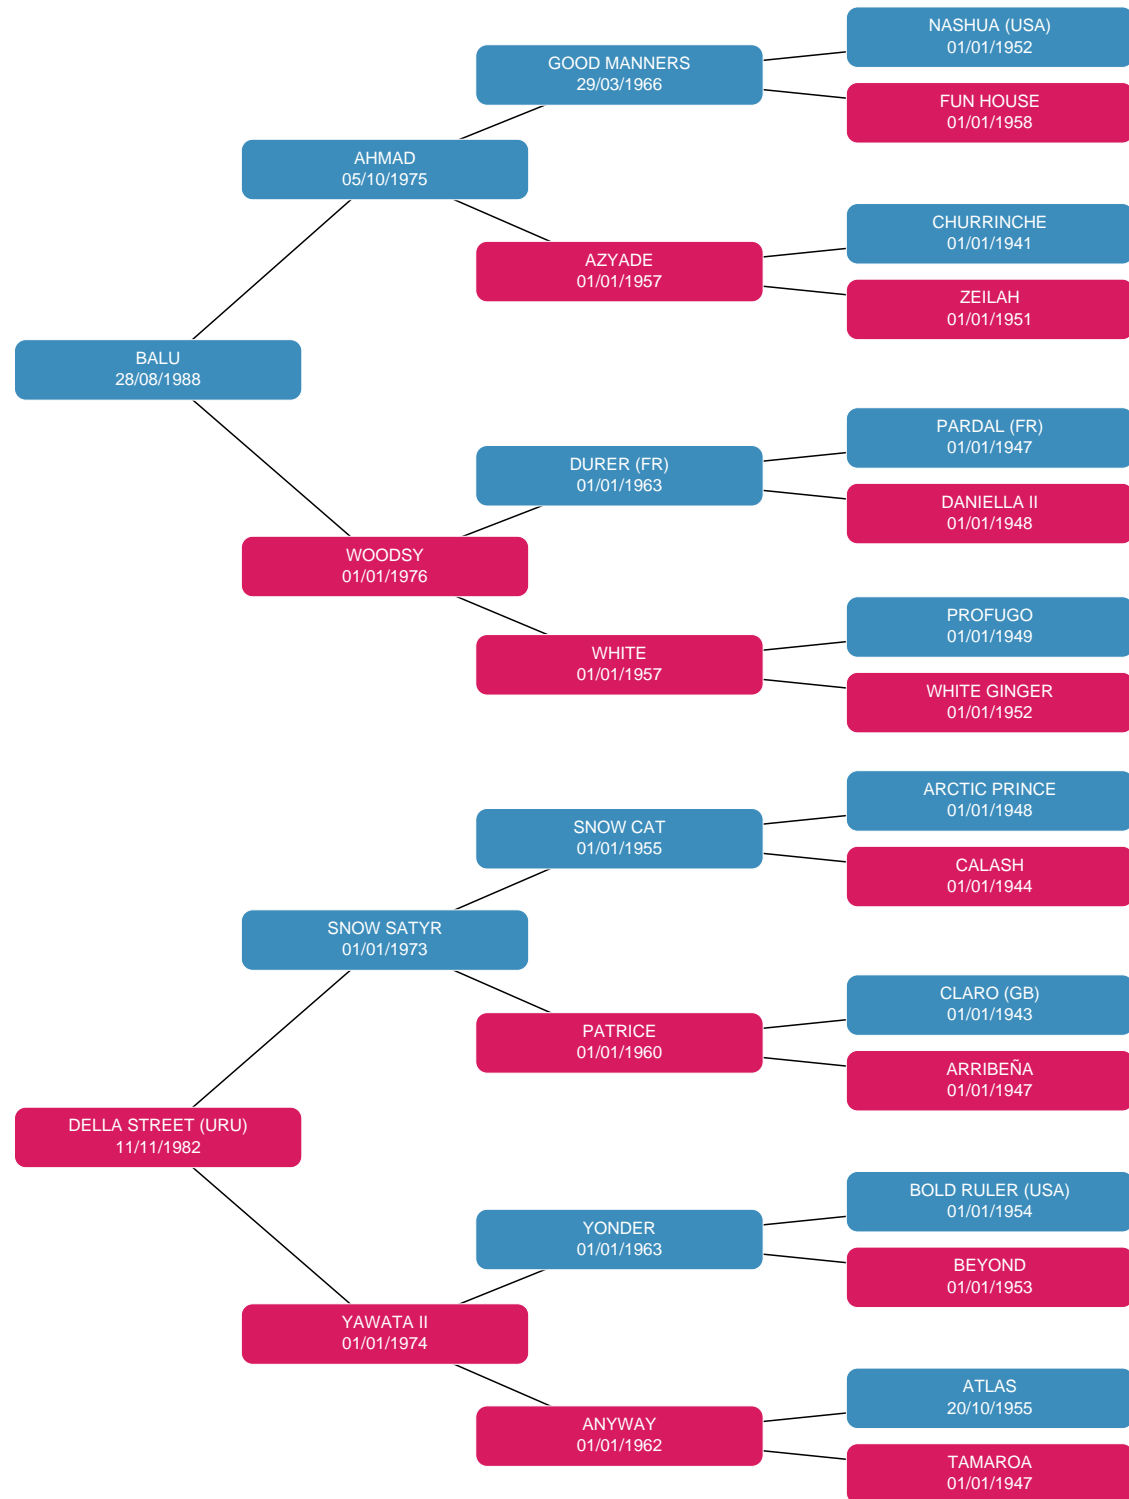 NASHUA (USA)
01/01/1952
GOOD MANNERS
29/03/1966
FUN HOUSE
01/01/1958
AHMAD
05/10/1975
CHURRINCHE
01/01/1941
AZYADE
01/01/1957
ZEILAH
01/01/1951
BALU
28/08/1988
PARDAL (FR)
01/01/1947
DURER (FR)
01/01/1963
DANIELLA II
01/01/1948
WOODSY
01/01/1976
PROFUGO
01/01/1949
WHITE
01/01/1957
WHITE GINGER
01/01/1952
ARCTIC PRINCE
01/01/1948
SNOW CAT
01/01/1955
CALASH
01/01/1944
SNOW SATYR
01/01/1973
CLARO (GB)
01/01/1943
PATRICE
01/01/1960
ARRIBEÑA
01/01/1947
DELLA STREET (URU)
11/11/1982
BOLD RULER (USA)
01/01/1954
YONDER
01/01/1963
BEYOND
01/01/1953
YAWATA II
01/01/1974
ATLAS
20/10/1955
ANYWAY
01/01/1962
TAMAROA
01/01/1947